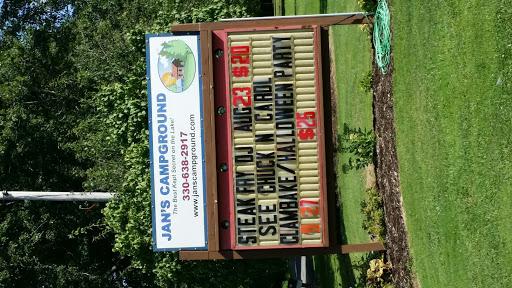 JAN'S CAMPGROUND
The Best Kept Secret on the Lake!
330-638-2917
www.janscampground.com
STEAK FRY DJ AUG 23 $20
SEE CHUCK N CAROL
CLAMBAKE/HALLOWEEN PARTY
27 $25